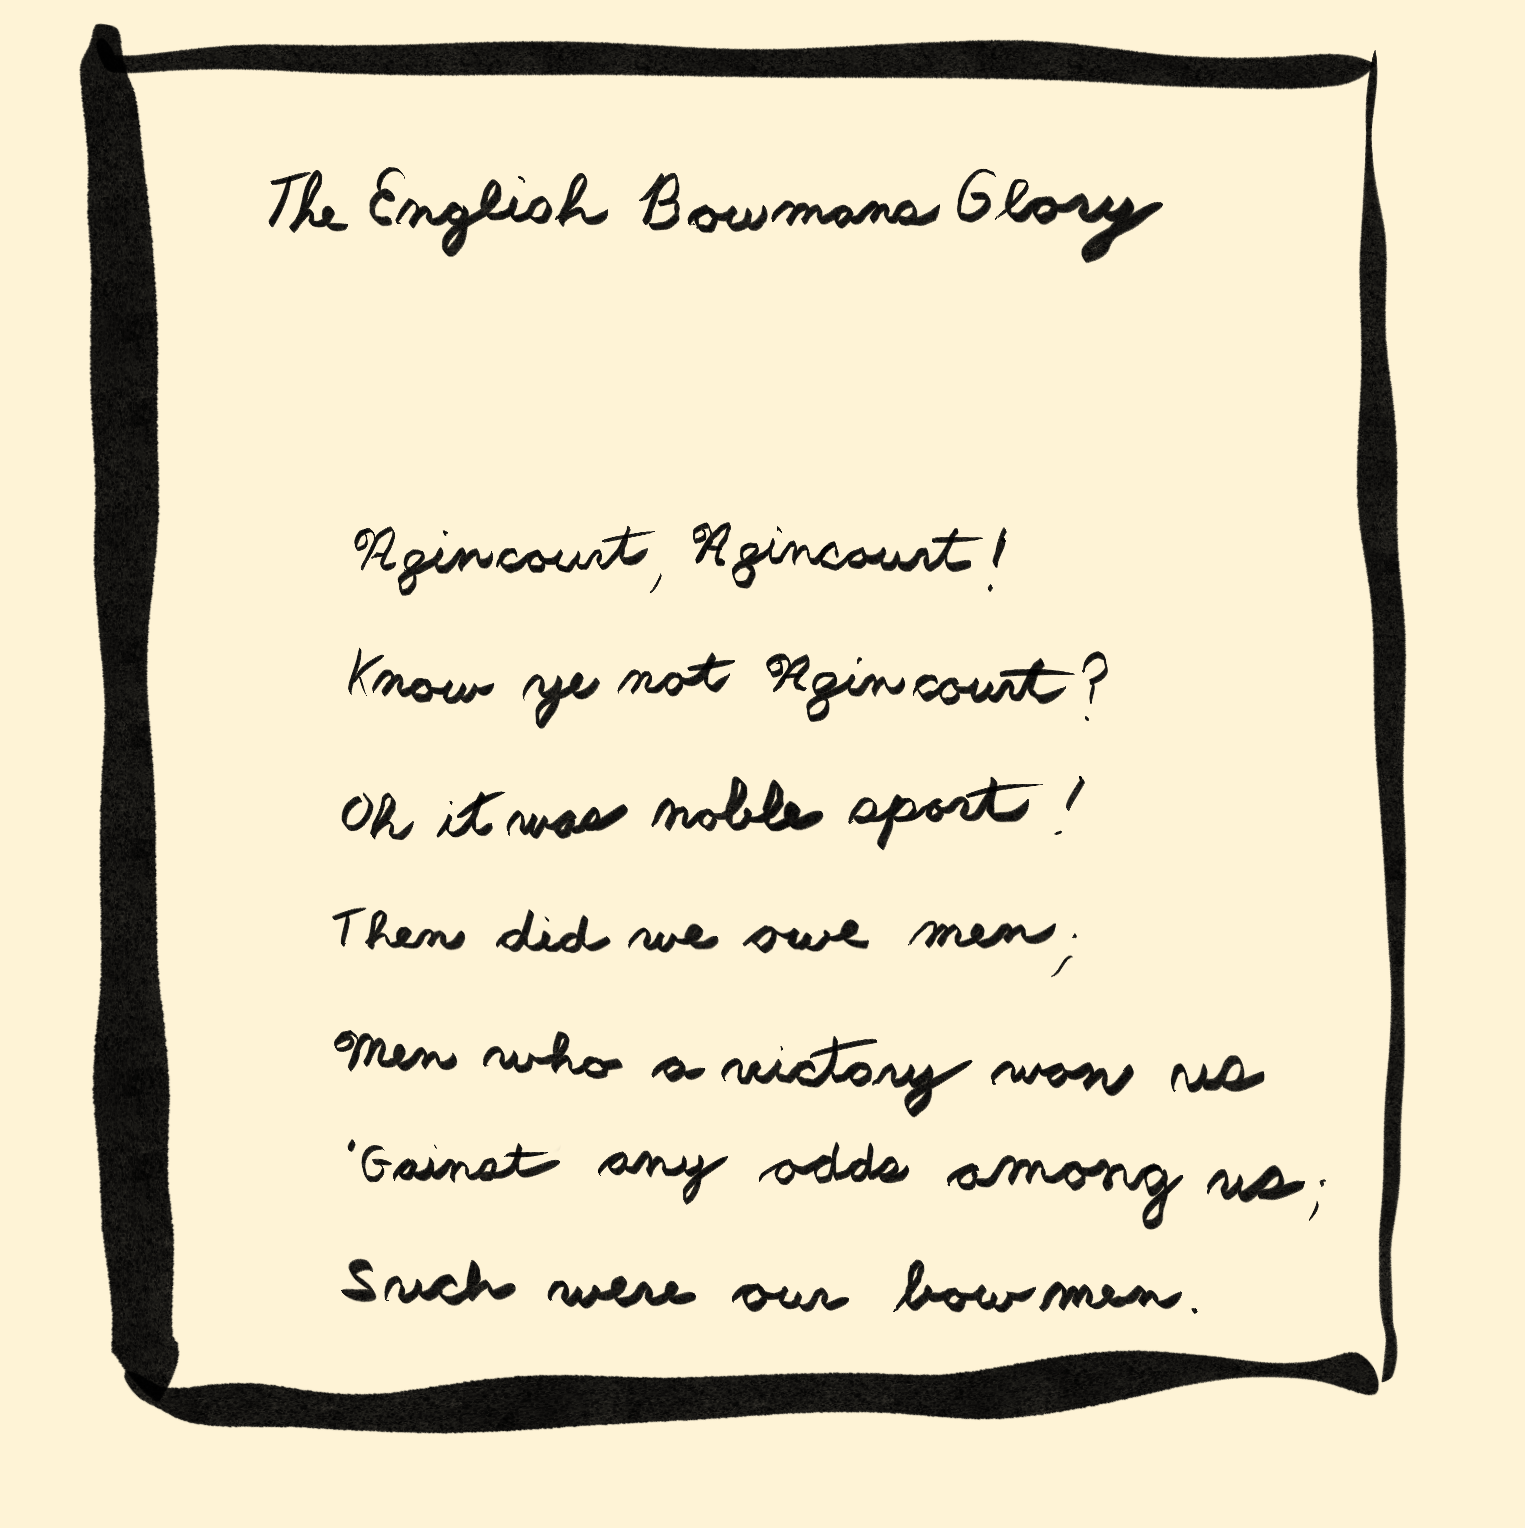 The English Bowmans Glory
Agincourt, Agincourt!
Know ye not Agincourt?
Oh it was noble sport!
Then did we owe men;
Men who a victory won us
'Gainst any odds among us;
Such were our bowmen.